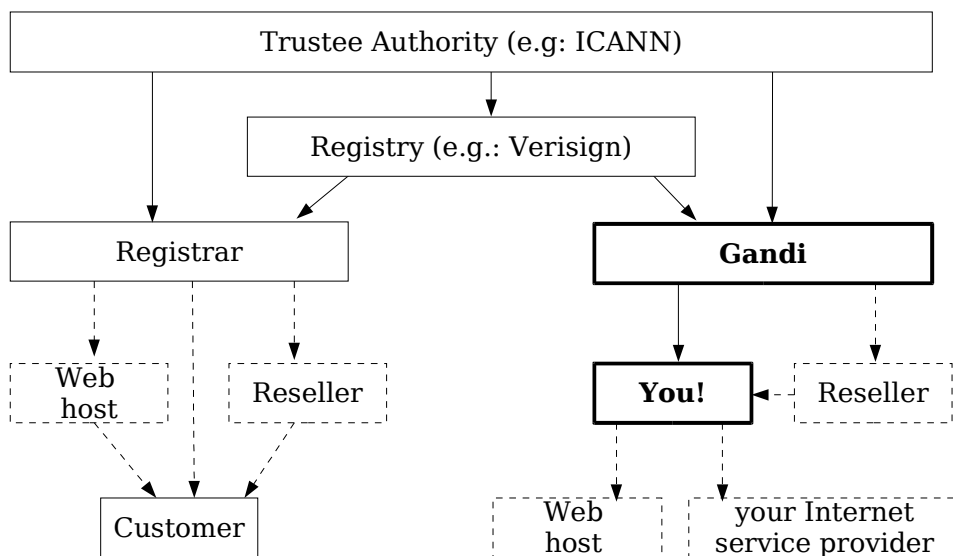 Trustee Authority (e.g: ICANN)
Registry (e.g.: Verisign)
Registrar
Gandi
Web
host
Reseller
You!
Reseller
Customer
Web
host
your Internet
service provider